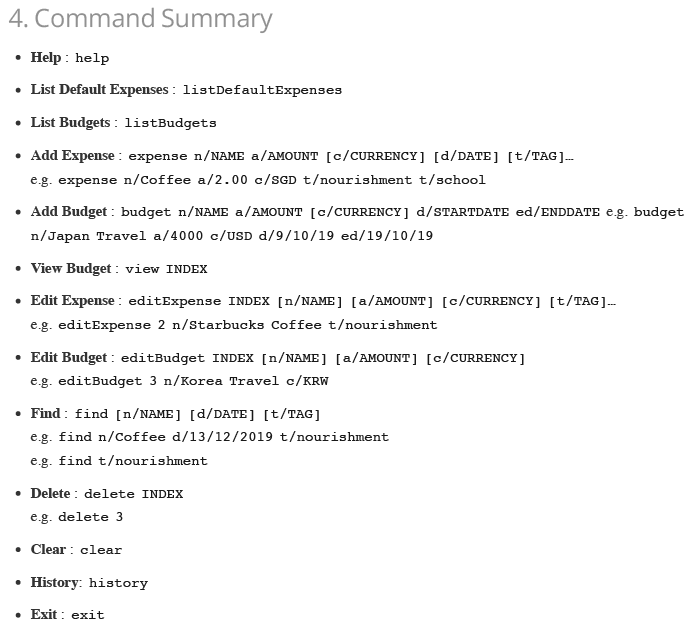 4. Command Summary
• Help : help
• List Default Expenses : listDefaultExpenses
• List Budgets : listBudgets
• Add Expense : expense n/NAME a/AMOUNT [c/CURRENCY] [d/DATE] [t/TAG]…
e.g. expense n/Coffee a/2.00 c/SGD t/nourishment t/school
• Add Budget : budget n/NAME a/AMOUNT [c/CURRENCY] d/STARTDATE ed/ENDDATE e.g. budget
n/Japan Travel a/4000 c/USD d/9/10/19 ed/19/10/19
• View Budget : view INDEX
• Edit Expense : editExpense INDEX [n/NAME] [a/AMOUNT] [c/CURRENCY] [t/TAG]…
e.g. editExpense 2 n/Starbucks Coffee t/nourishment
• Edit Budget : editBudget INDEX [n/NAME] [a/AMOUNT] [c/CURRENCY]
e.g. editBudget 3 n/Korea Travel c/KRW
• Find : find [n/NAME] [d/DATE] [t/TAG]
e.g. find n/Coffee d/13/12/2019 t/nourishment
e.g. find t/nourishment
• Delete : delete INDEX
e.g. delete 3
• Clear : clear
• History: history
• Exit : exit